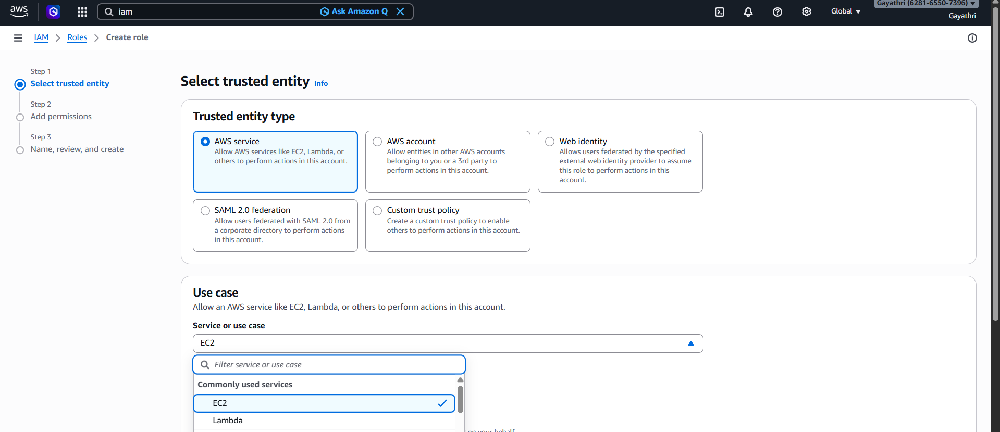 aws
iam
Ask Amazon Q
Global
Gayathri (6281-6550-7396)
Gayathri
IAM
Roles
Create role
Step 1
Select trusted entity
Step 2
Add permissions
Step 3
Name, review, and create
Select trusted entity Info
Trusted entity type
AWS service
Allow AWS services like EC2, Lambda, or
others to perform actions in this account.
AWS account
Allow entities in other AWS accounts
belonging to you or a 3rd party to
perform actions in this account.
Web identity
Allows users federated by the specified
external web identity provider to assume
this role to perform actions in this
account.
SAML 2.0 federation
Allow users federated with SAML 2.0 from
a corporate directory to perform actions
in this account.
Custom trust policy
Create a custom trust policy to enable
others to perform actions in this account.
Use case
Allow an AWS service like EC2, Lambda, or others to perform actions in this account.
Service or use case
EC2
Filter service or use case
Commonly used services
EC2
Lambda
on your behalf